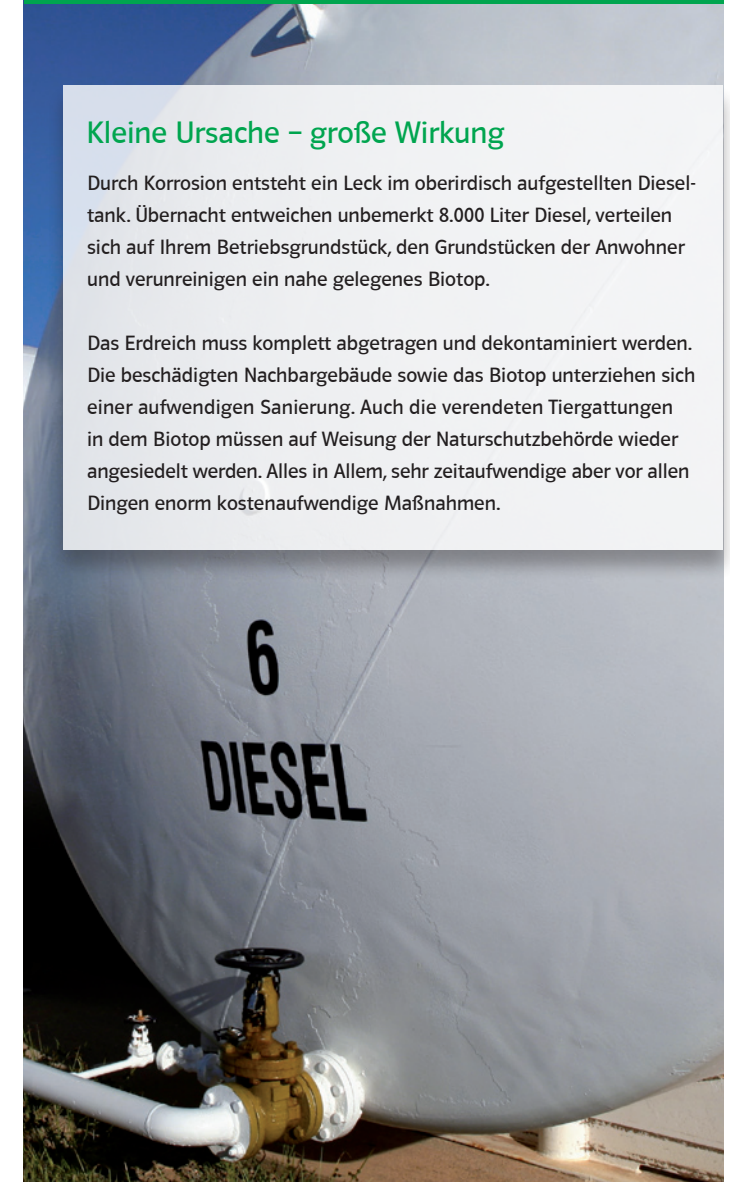 Kleine Ursache – große Wirkung
Durch Korrosion entsteht ein Leck im oberirdisch aufgestellten Diesel-
tank. Übernacht entweichen unbemerkt 8.000 Liter Diesel, verteilen
sich auf Ihrem Betriebsgrundstück, den Grundstücken der Anwohner
und verunreinigen ein nahe gelegenes Biotop.
Das Erdreich muss komplett abgetragen und dekontaminiert werden.
Die beschädigten Nachbargebäude sowie das Biotop unterziehen sich
einer aufwendigen Sanierung. Auch die verendeten Tiergattungen
in dem Biotop müssen auf Weisung der Naturschutzbehörde wieder
angesiedelt werden. Alles in Allem, sehr zeitaufwendige aber vor allen
Dingen enorm kostenaufwendige Maßnahmen.
6
DIESEL